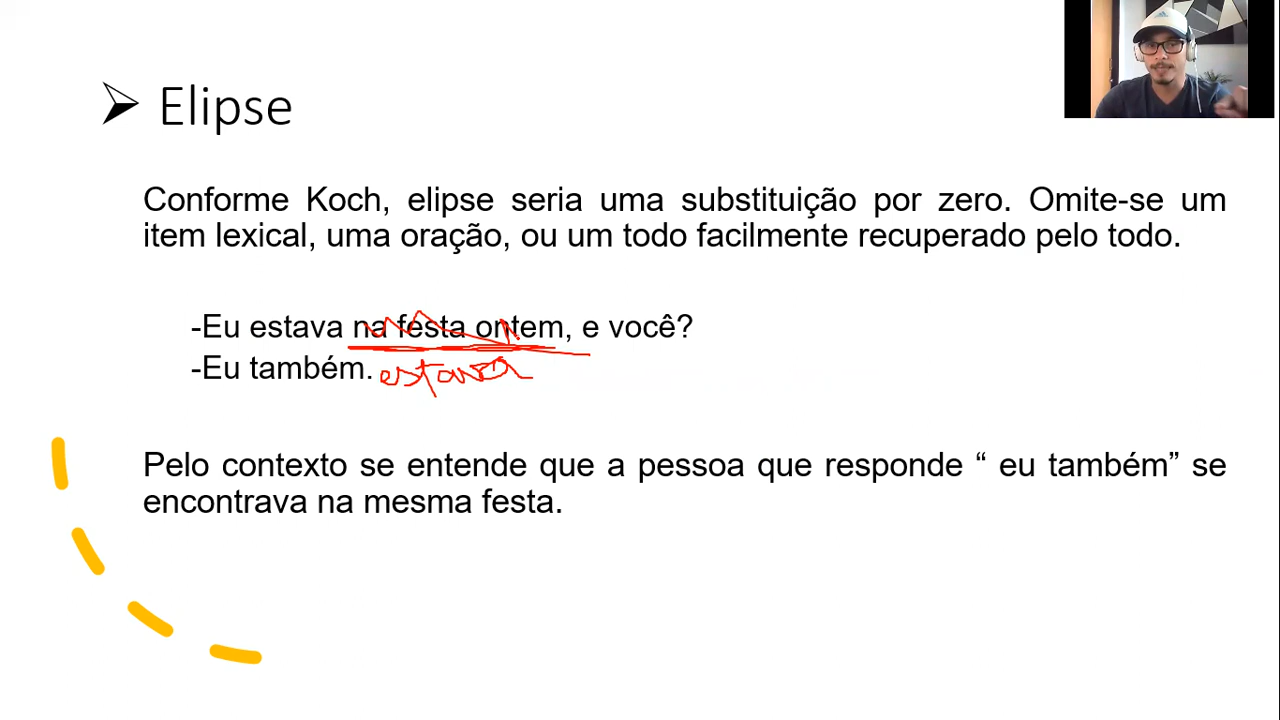 Elipse
Conforme Koch, elipse seria uma substituição por zero. Omite-se um
item lexical, uma oração, ou um todo facilmente recuperado pelo todo.
-Eu estava na festa ontem, e você?
-Eu também. estava
Pelo contexto se entende que a pessoa que responde “ eu também” se
encontrava na mesma festa.